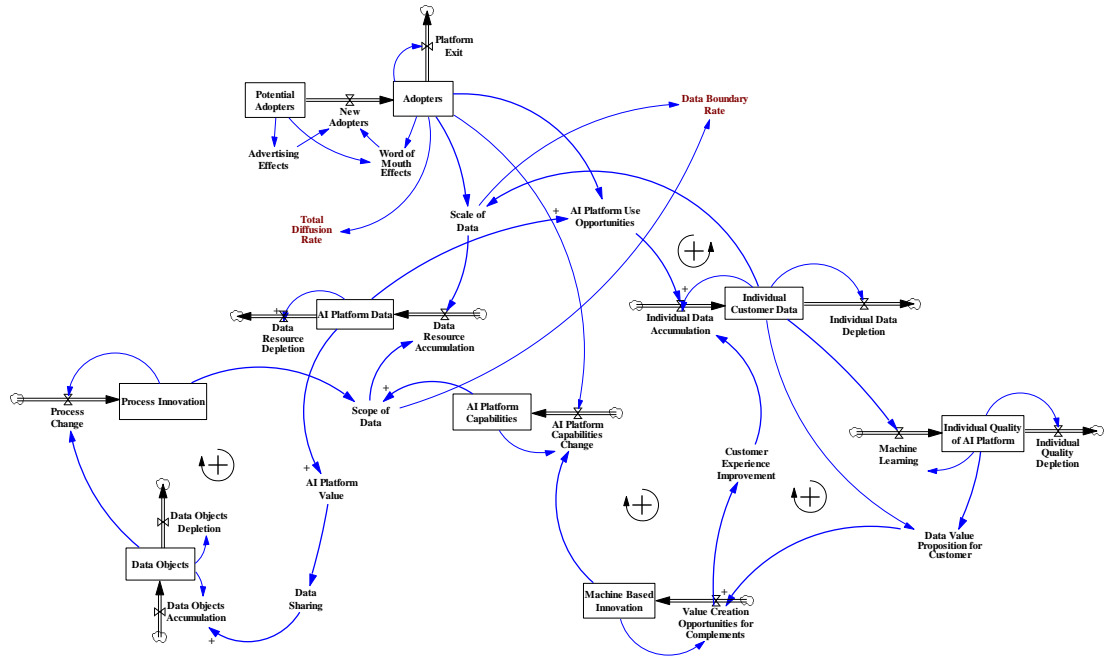 Platform
Exit
Potential
Adopters
Adopters
New
Adopters
Data Boundary
Rate
Advertising
Effects
Word of
Mouth
Effects
Total
Diffusion
Rate
Scale of
Data
+
AI Platform Use
Opportunities
+
AI Platform Data
+
Data
Resource
Depletion
Data
Resource
Accumulation
+
Individual Data
Accumulation
Individual
Customer Data
Individual Data
Depletion
Process
Change
Process Innovation
Scope of
Data
+
AI Platform
Capabilities
AI Platform
Capabilities
Change
Machine
Learning
Individual Quality
of AI Platform
Individual
Quality
Depletion
Customer
Experience
Improvement
+
+
AI Platform
Value
+
+
Data Objects
Depletion
Data Objects
Data Objects
Accumulation
+
Data
Sharing
Data Value
Proposition for
Customer
Machine Based
Innovation
+
Value Creation
Opportunities for
Complements